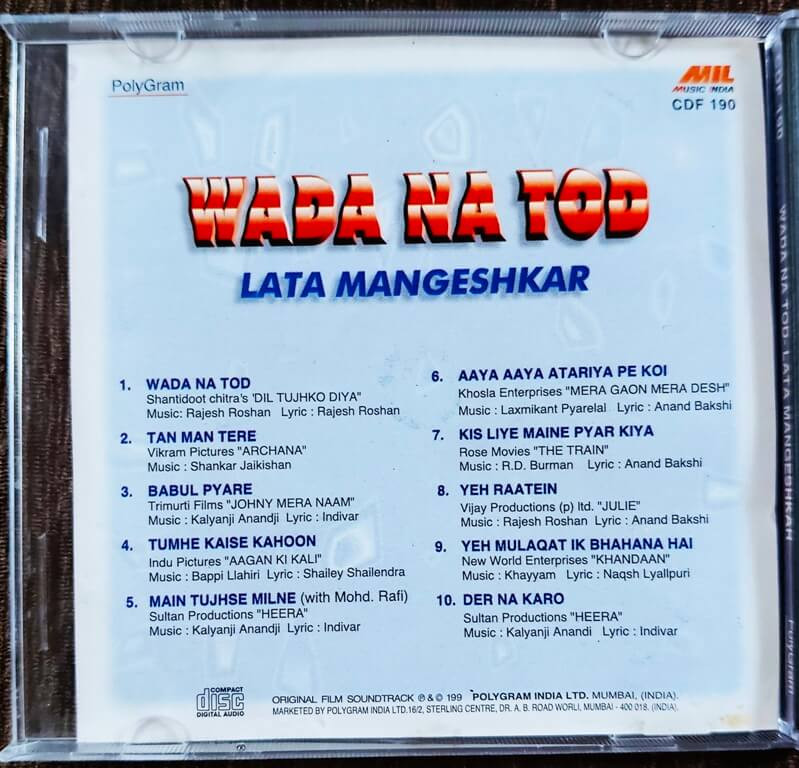 PolyGram
MIL
MUSIC INDIA
CDF 190
WADA NA TOD
LATA MANGESHKAR
1. WADA NA TOD
Shantidoot chitra's 'DIL TUJHKO DIYA"
Music: Rajesh Roshan Lyric : Rajesh Roshan
2. TAN MAN TERE
Vikram Pictures "ARCHANA"
Music : Shankar Jaikishan
3. BABUL PYARE
Trimurti Films "JOHNY MERA NAAM"
Music : Kalyanji Anandji Lyric : Indivar
4. TUMHE KAISE KAHOON
Indu Pictures "AAGAN KI KALI"
Music : Bappi Llahiri Lyric : Shailey Shailendra
5. MAIN TUJHSE MILNE (with Mohd. Rafi)
Sultan Productions "HEERA"
Music : Kalyanji Anandji Lyric : Indivar
6. AAYA AAYA ATARIYA PE KOI
Khosla Enterprises "MERA GAON MERA DESH"
Music : Laxmikant Pyarelal Lyric : Anand Bakshi
7. KIS LIYE MAINE PYAR KIYA
Rose Movies "THE TRAIN"
Music : R.D. Burman Lyric : Anand Bakshi
8. YEH RAATEIN
Vijay Productions (p) ltd. "JULIE"
Music : Rajesh Roshan Lyric : Anand Bakshi
9. YEH MULAQAT IK BHAHANA HAI
New World Enterprises "KHANDAAN"
Music : Khayyam Lyric : Naqsh Lyallpuri
10. DER NA KARO
Sultan Productions "HEERA"
Music : Kalyanji Anandi Lyric : Indivar
COMPACT
disc
DIGITAL AUDIO
ORIGINAL FILM SOUNDTRACK ℗ & © 199 POLYGRAM INDIA LTD. MUMBAI, (INDIA).
MARKETED BY POLYGRAM INDIA LTD.16/2, STERLING CENTRE, DR. A. B. ROAD WORLI, MUMBAI - 400 018. (INDIA).
CDF 190
WADA NA TOD-LATA MANGESHKAR
PolyGram